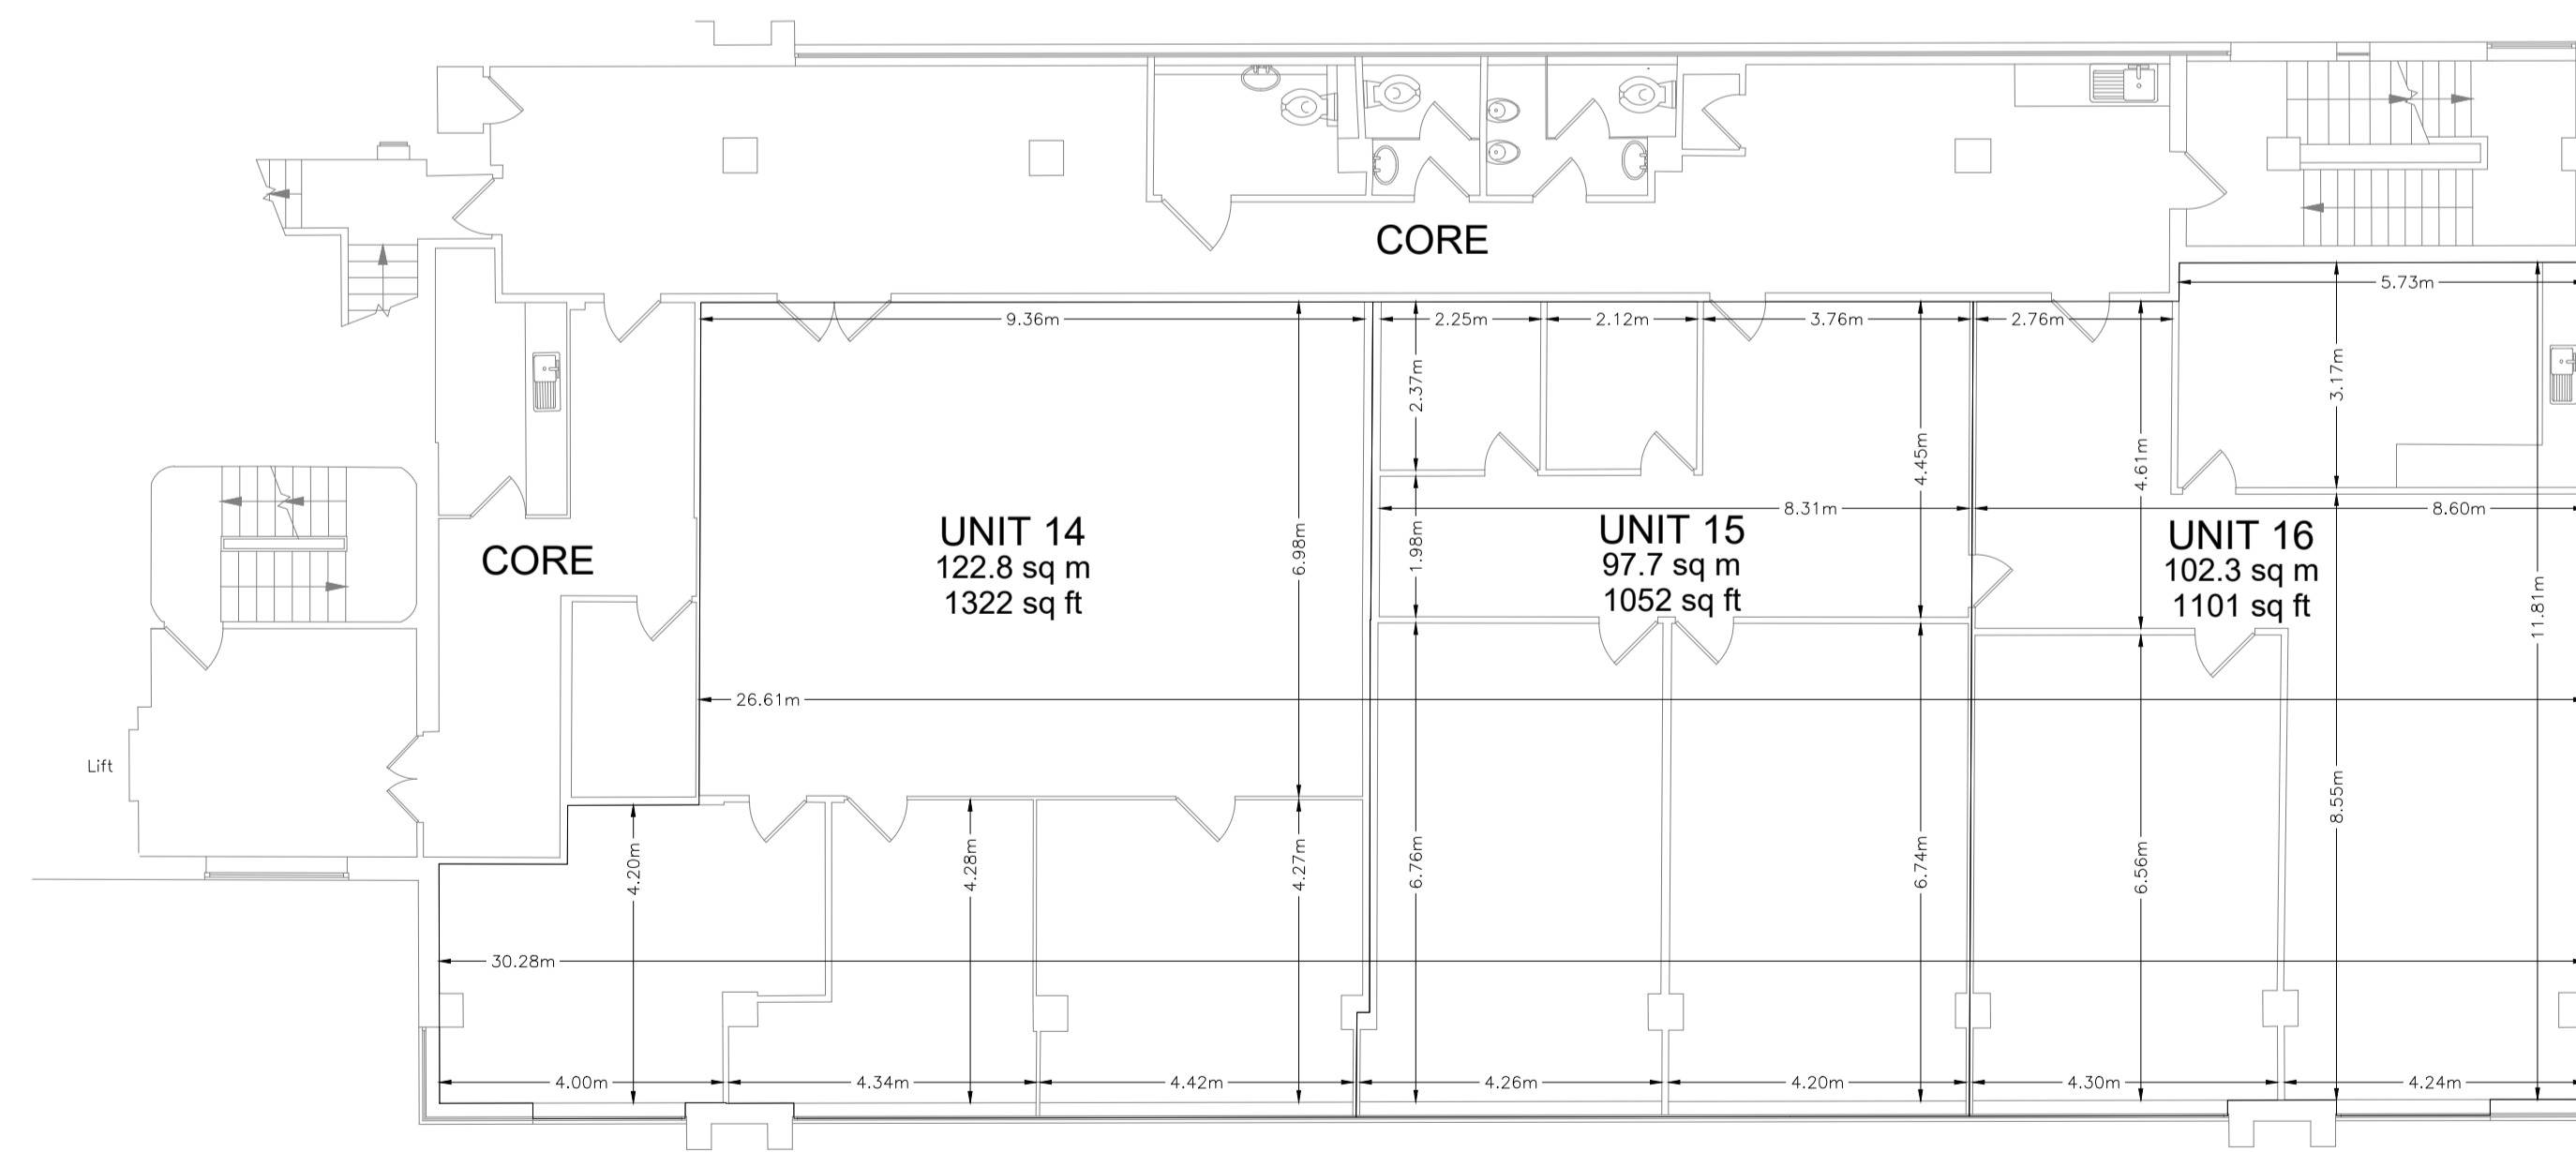 CORE
5.73m
9.36m
2.25m
2.12m
3.76m
2.76m
3.17m
2.37m
4.45m
4.61m
8.31m
8.60m
UNIT 14
122.8 sq m
1322 sq ft
6.98m
1.98m
UNIT 15
97.7 sq m
1052 sq ft
UNIT 16
102.3 sq m
1101 sq ft
CORE
11.81m
26.61m
Lift
8.55m
4.20m
4.28m
4.27m
6.76m
6.74m
6.56m
30.28m
4.00m
4.34m
4.42m
4.26m
4.20m
4.30m
4.24m